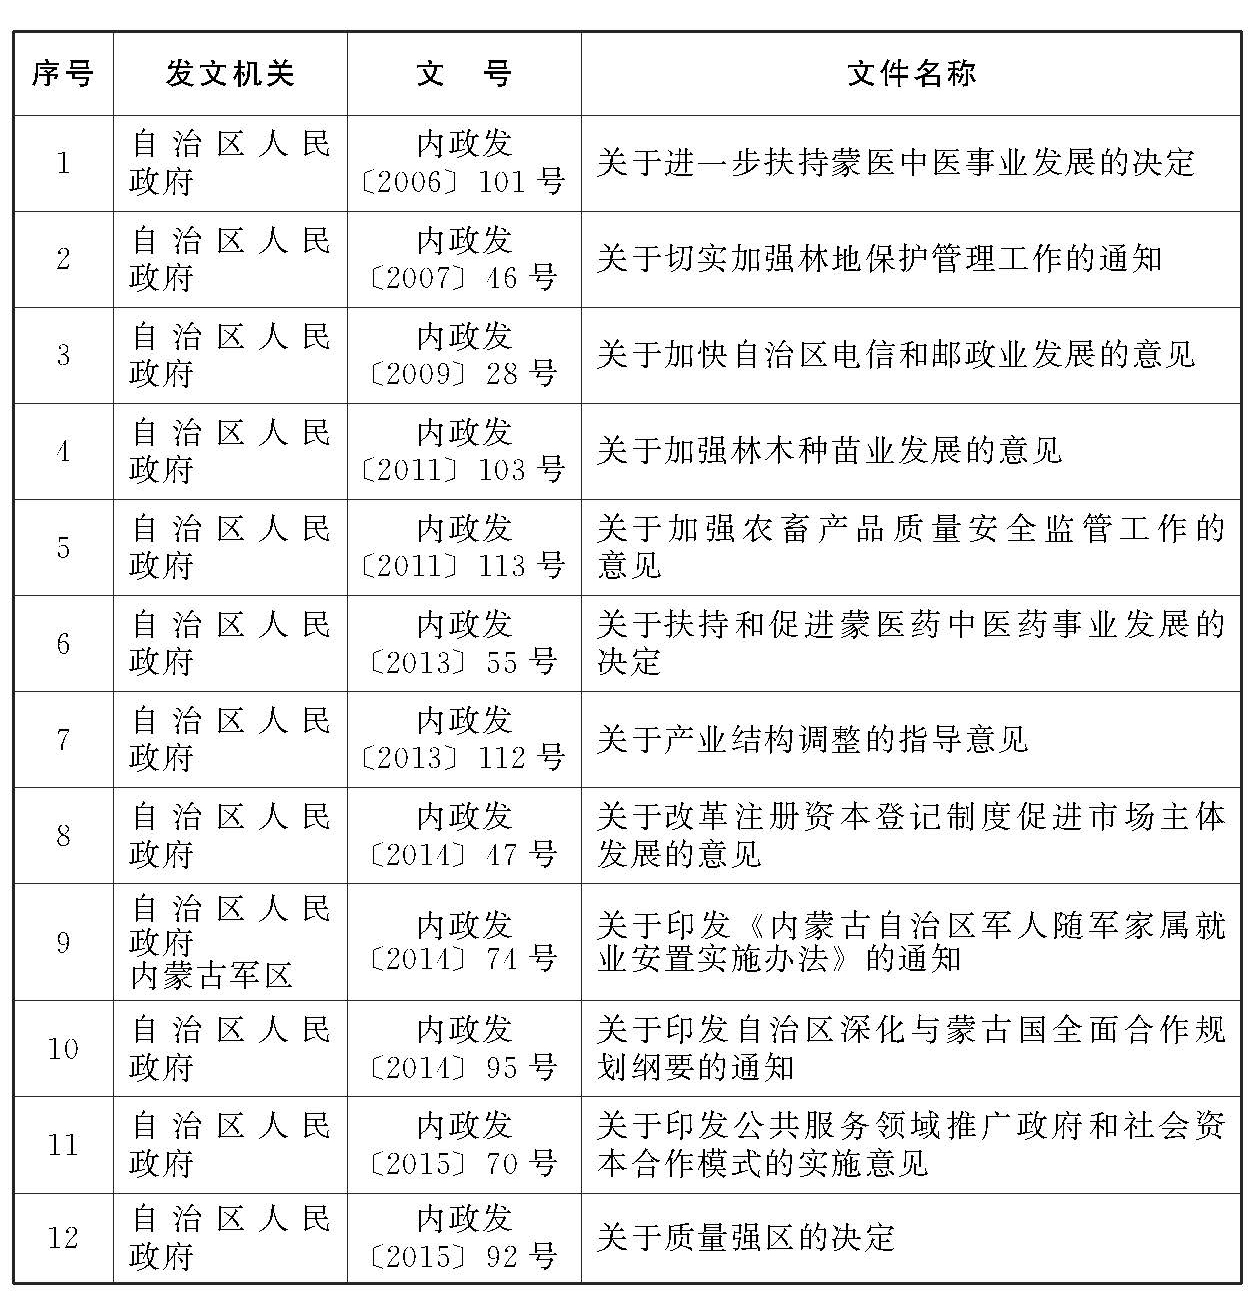 序号 发文机关 文 号 文件名称
1 自治区人民政府 内政发〔2006〕101号 关于进一步扶持蒙医中医事业发展的决定
2 自治区人民政府 内政发〔2007〕46号 关于切实加强林地保护管理工作的通知
3 自治区人民政府 内政发〔2009〕28号 关于加快自治区电信和邮政业发展的意见
4 自治区人民政府 内政发〔2011〕103号 关于加强林木种苗业发展的意见
5 自治区人民政府 内政发〔2011〕113号 关于加强农畜产品质量安全监管工作的意见
6 自治区人民政府 内政发〔2013〕55号 关于扶持和促进蒙医药中医药事业发展的决定
7 自治区人民政府 内政发〔2013〕112号 关于产业结构调整的指导意见
8 自治区人民政府 内政发〔2014〕47号 关于改革注册资本登记制度促进市场主体发展的意见
9 自治区人民政府 内蒙古军区 内政发〔2014〕74号 关于印发《内蒙古自治区军人随军家属就业安置实施办法》的通知
10 自治区人民政府 内政发〔2014〕95号 关于印发自治区深化与蒙古国全面合作规划纲要的通知
11 自治区人民政府 内政发〔2015〕70号 关于印发公共服务领域推广政府和社会资本合作模式的实施意见
12 自治区人民政府 内政发〔2015〕92号 关于质量强区的决定